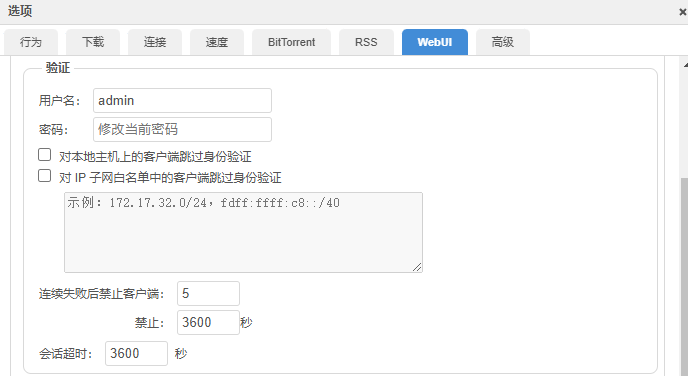 选项
×
行为 下载 连接 速度 BitTorrent RSS WebUI 高级
验证
用户名： admin
密码： 修改当前密码
对本地主机上的客户端跳过身份验证
对 IP 子网白名单中的客户端跳过身份验证
示例：172.17.32.0/24，fdff:ffff:c8::/40
连续失败后禁止客户端： 5
禁止： 3600 秒
会话超时： 3600 秒